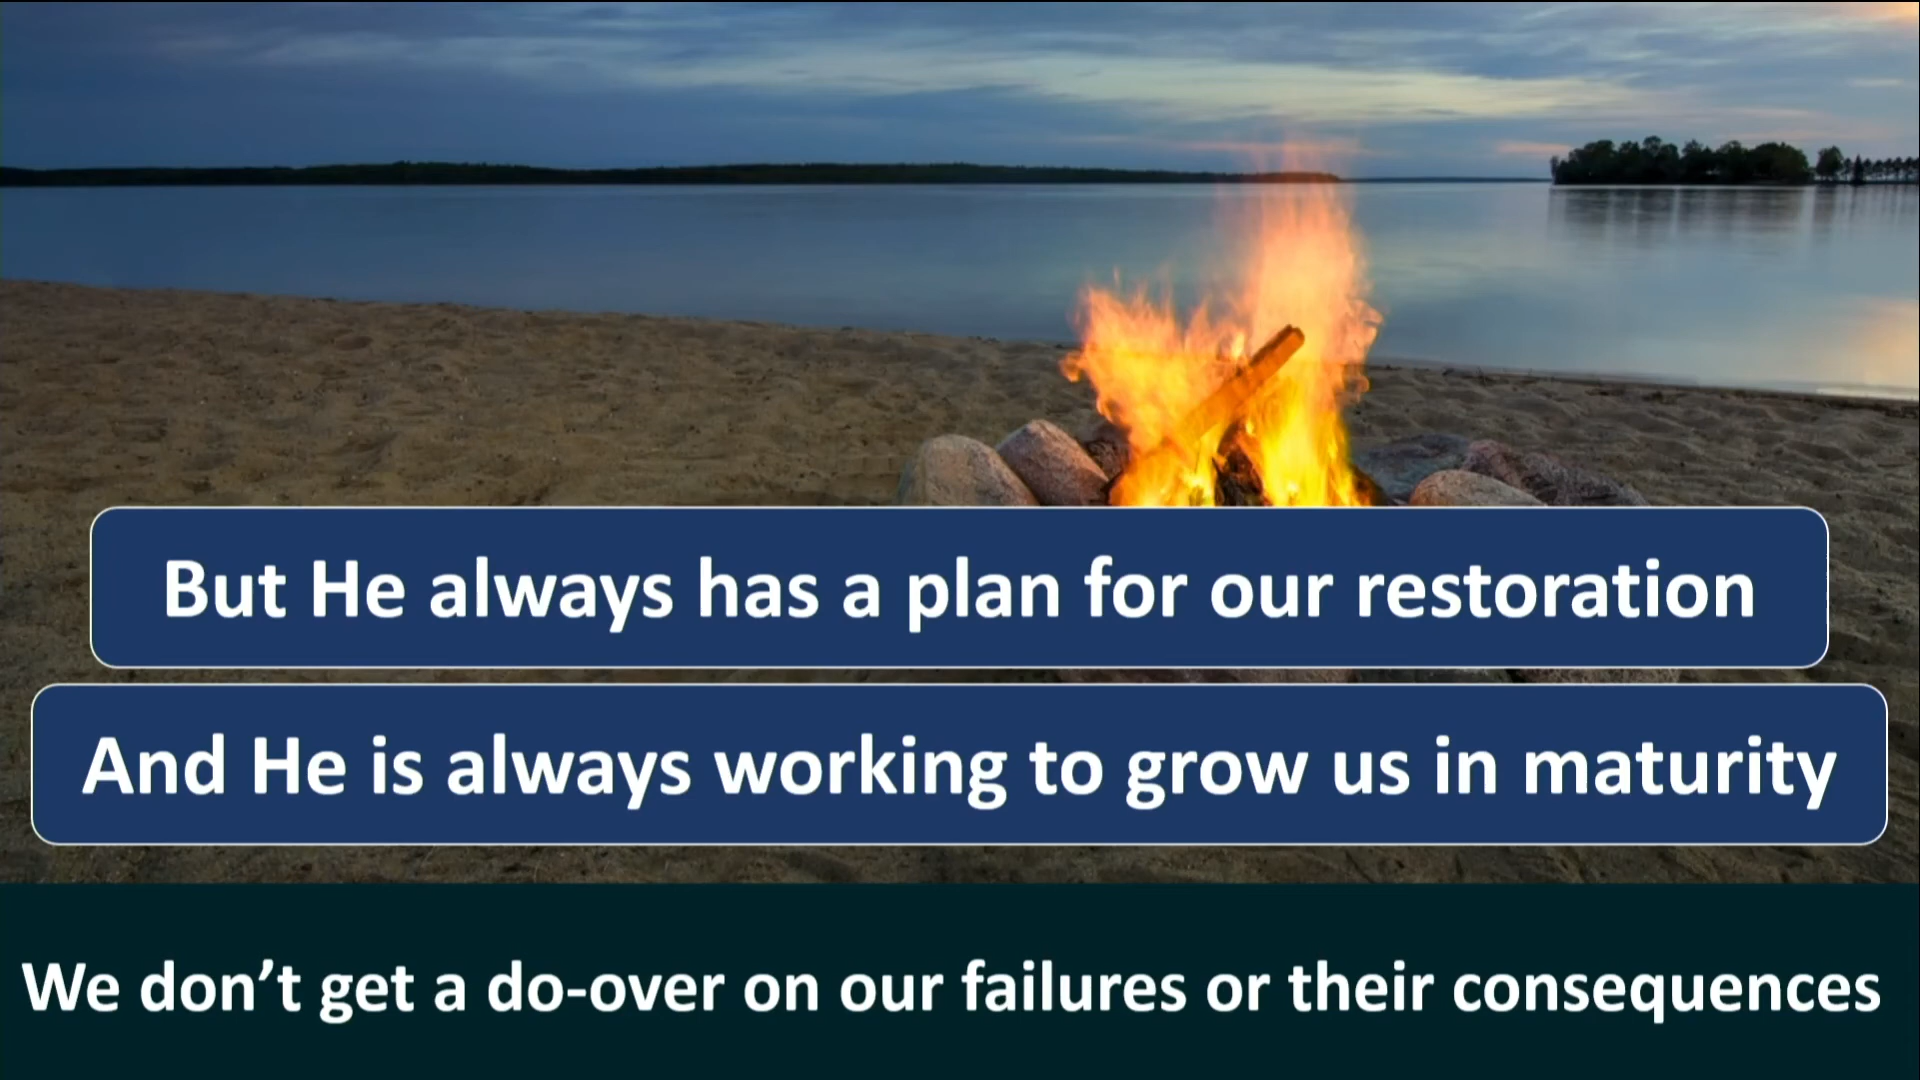 But He always has a plan for our restoration
And He is always working to grow us in maturity
We don’t get a do-over on our failures or their consequences